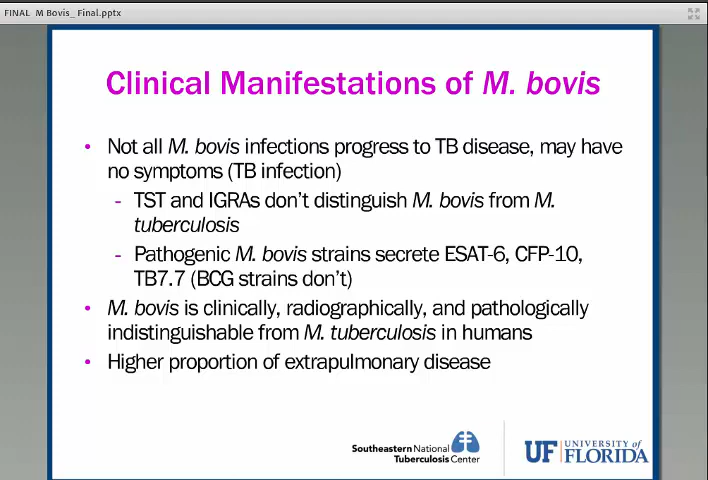 FINAL M Bovis_ Final.pptx
Clinical Manifestations of M. bovis
• Not all M. bovis infections progress to TB disease, may have
no symptoms (TB infection)
- TST and IGRAs don't distinguish M. bovis from M.
tuberculosis
- Pathogenic M. bovis strains secrete ESAT-6, CFP-10,
TB7.7 (BCG strains don't)
• M. bovis is clinically, radiographically, and pathologically
indistinguishable from M. tuberculosis in humans
• Higher proportion of extrapulmonary disease
Southeastern National
Tuberculosis Center
UF UNIVERSITY of
FLORIDA